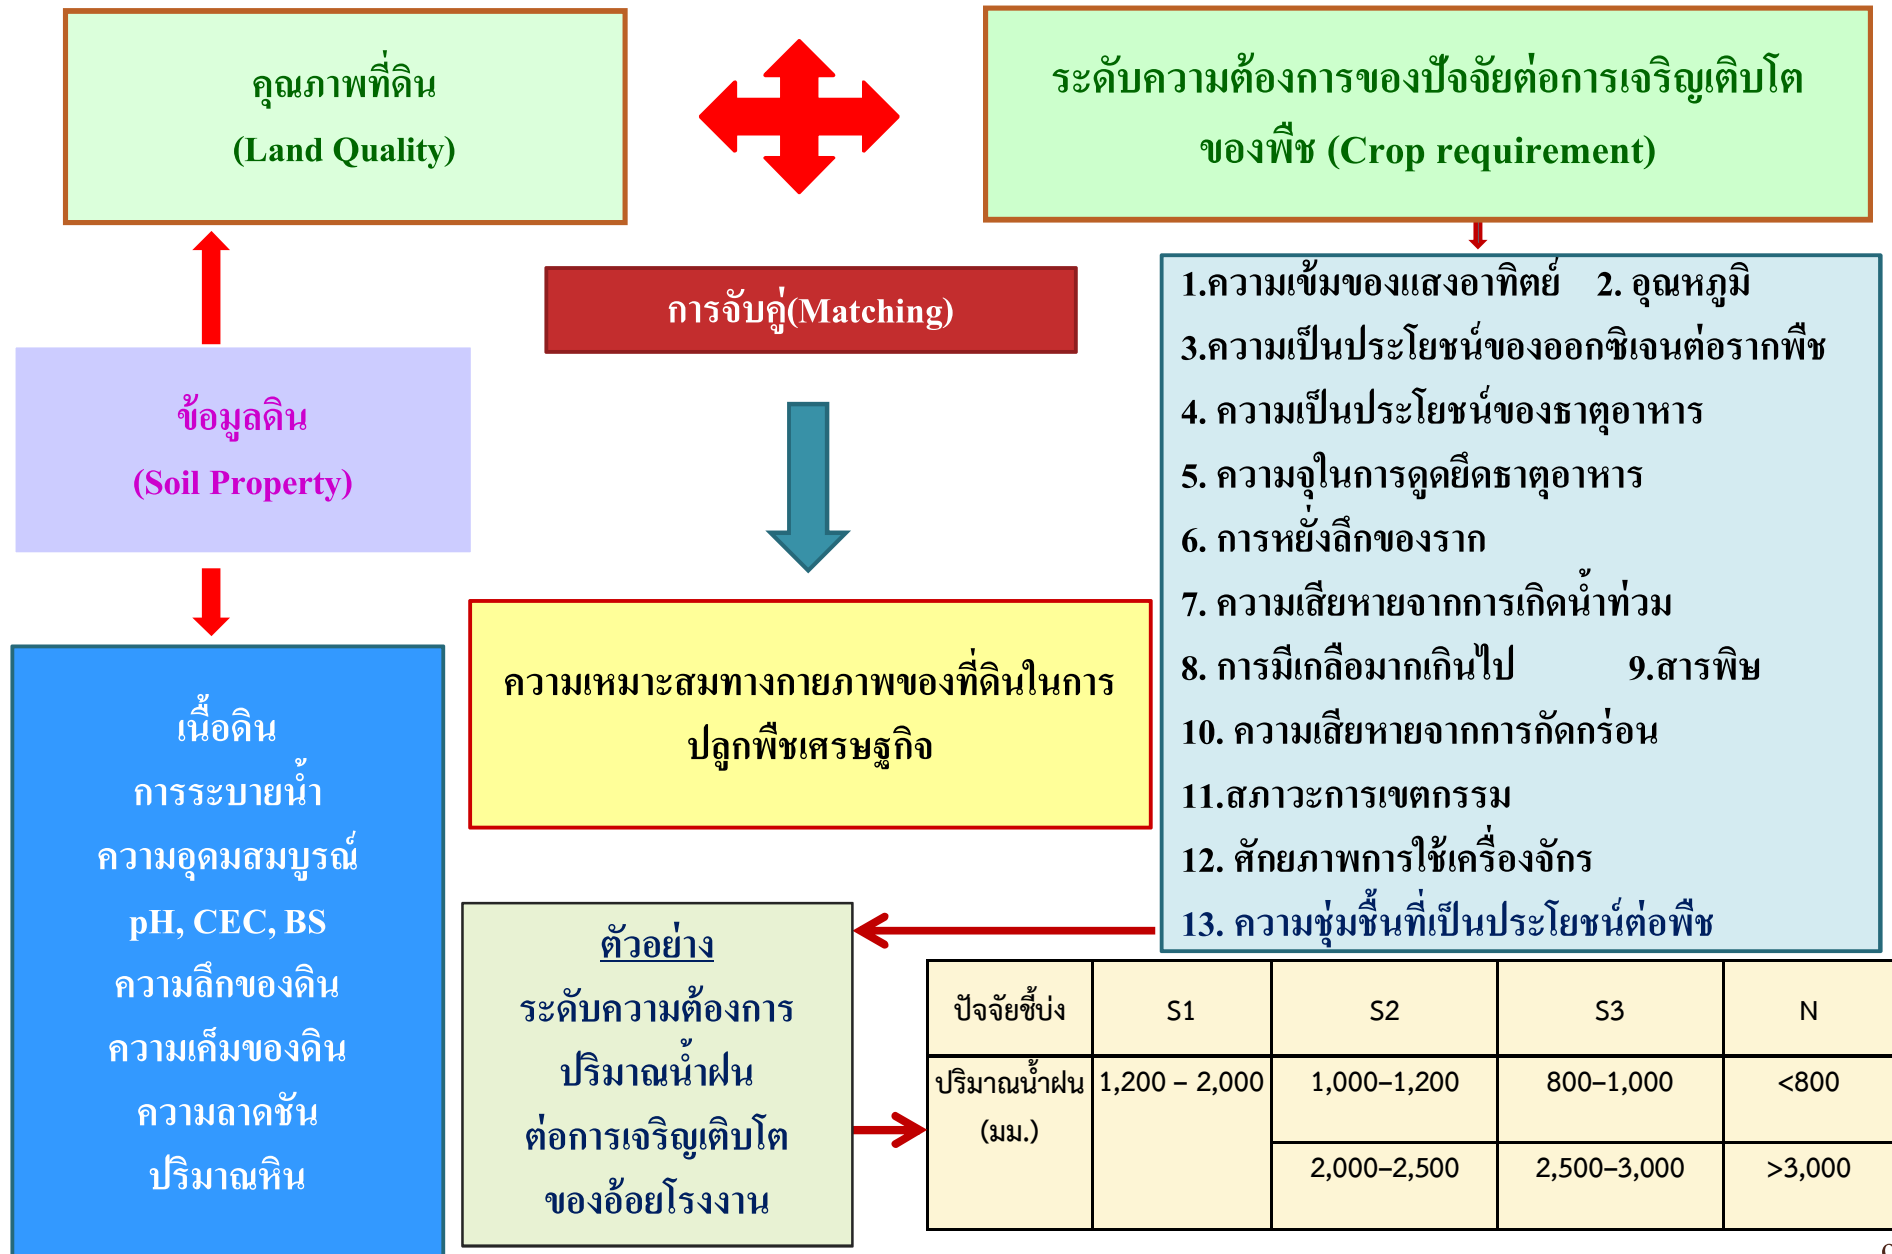 คุณภาพที่ดิน
(Land Quality)
ระดับความต้องการของปัจจัยต่อการเจริญเติบโต
ของพืช (Crop requirement)
การจับคู่(Matching)
ข้อมูลดิน
(Soil Property)
1.ความเข้มของแสงอาทิตย์ 2. อุณหภูมิ
3.ความเป็นประโยชน์ของออกซิเจนต่อรากพืช
4. ความเป็นประโยชน์ของธาตุอาหาร
5. ความจุในการดูดยึดธาตุอาหาร
6. การหยั่งลึกของราก
7. ความเสียหายจากการเกิดน้ำท่วม
8. การมีเกลือมากเกินไป 9.สารพิษ
10. ความเสียหายจากการกัดกร่อน
11.สภาวะการเขตกรรม
12. ศักยภาพการใช้เครื่องจักร
13. ความชุ่มชื้นที่เป็นประโยชน์ต่อพืช
ความเหมาะสมทางกายภาพของที่ดินในการ
ปลูกพืชเศรษฐกิจ
เนื้อดิน
การระบายน้ำ
ความอุดมสมบูรณ์
pH, CEC, BS
ความลึกของดิน
ความเค็มของดิน
ความลาดชัน
ปริมาณหิน
ตัวอย่าง
ระดับความต้องการ
ปริมาณน้ำฝน
ต่อการเจริญเติบโต
ของอ้อยโรงงาน
ปัจจัยชี้บ่ง S1 S2 S3 N
ปริมาณน้ำฝน 1,200 – 2,000 1,000–1,200 800–1,000 <800
(มม.)
2,000–2,500 2,500–3,000 >3,000